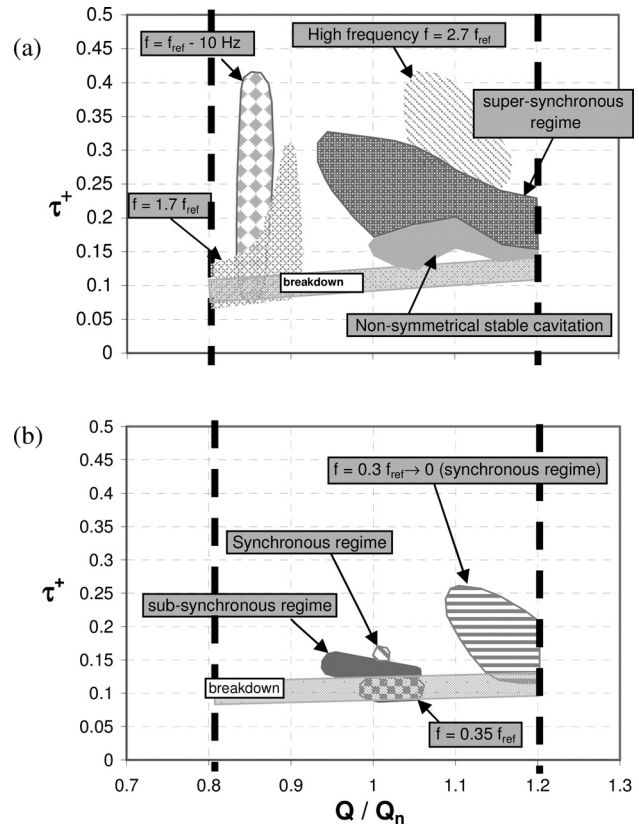 (a)
0.5
0.45
0.4
0.35
0.3
0.25
0.2
0.15
0.1
0.05
0
τ+
f = fref - 10 Hz
High frequency f = 2.7 fref
super-synchronous
regime
f = 1.7 fref
breakdown
Non-symmetrical stable cavitation
(b)
0.5
0.45
0.4
0.35
0.3
0.25
0.2
0.15
0.1
0.05
0
τ+
f = 0.3 fref→ 0 (synchronous regime)
Synchronous regime
sub-synchronous regime
breakdown
f = 0.35 fref
0.7 0.8 0.9 1 1.1 1.2 1.3
Q / Qn